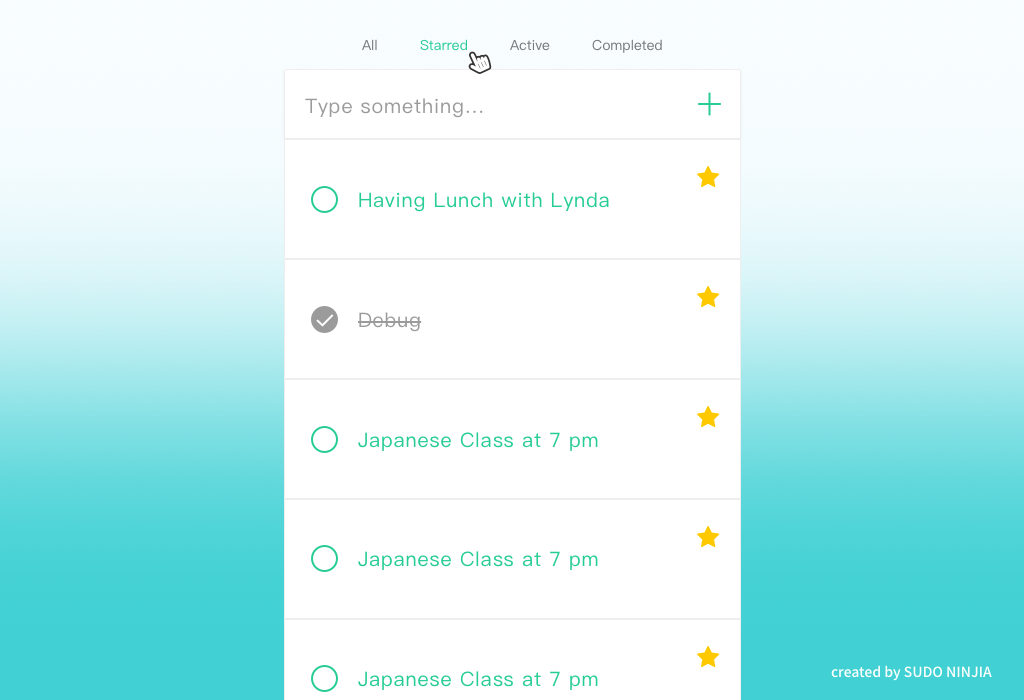 All Starred Active Completed
Type something...
Having Lunch with Lynda
Debug
Japanese Class at 7 pm
Japanese Class at 7 pm
Japanese Class at 7 pm
created by SUDO NINJIA